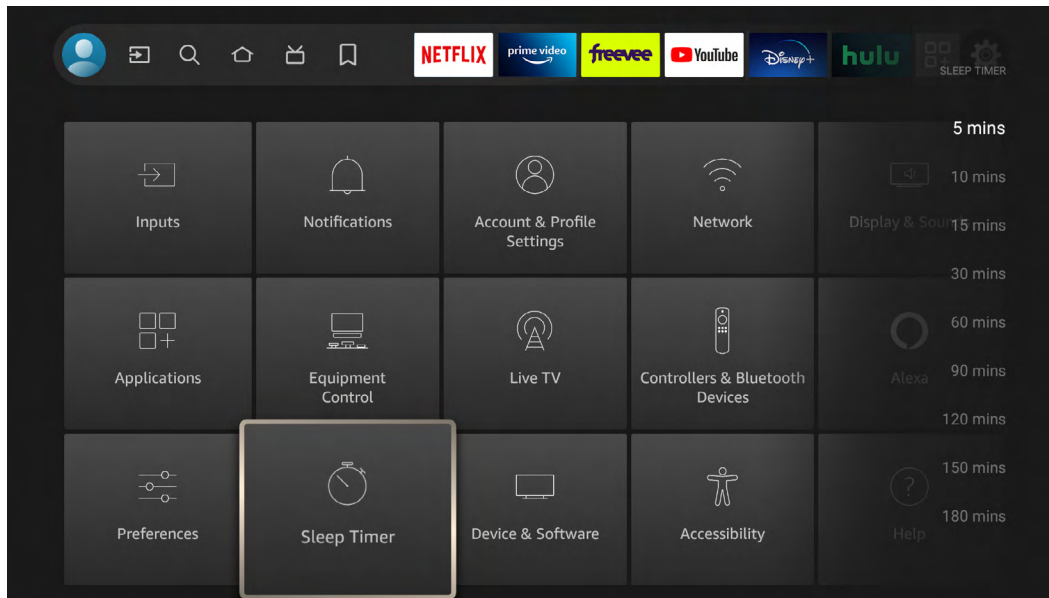 NETFLIX
prime video
freevee
YouTube
Disney+
hulu
SLEEP TIMER
5 mins
10 mins
15 mins
30 mins
60 mins
90 mins
120 mins
150 mins
180 mins
Inputs
Notifications
Account & Profile
Settings
Network
Display & Sounds
Applications
Equipment
Control
Live TV
Controllers & Bluetooth
Devices
Alexa
Preferences
Sleep Timer
Device & Software
Accessibility
?
Help